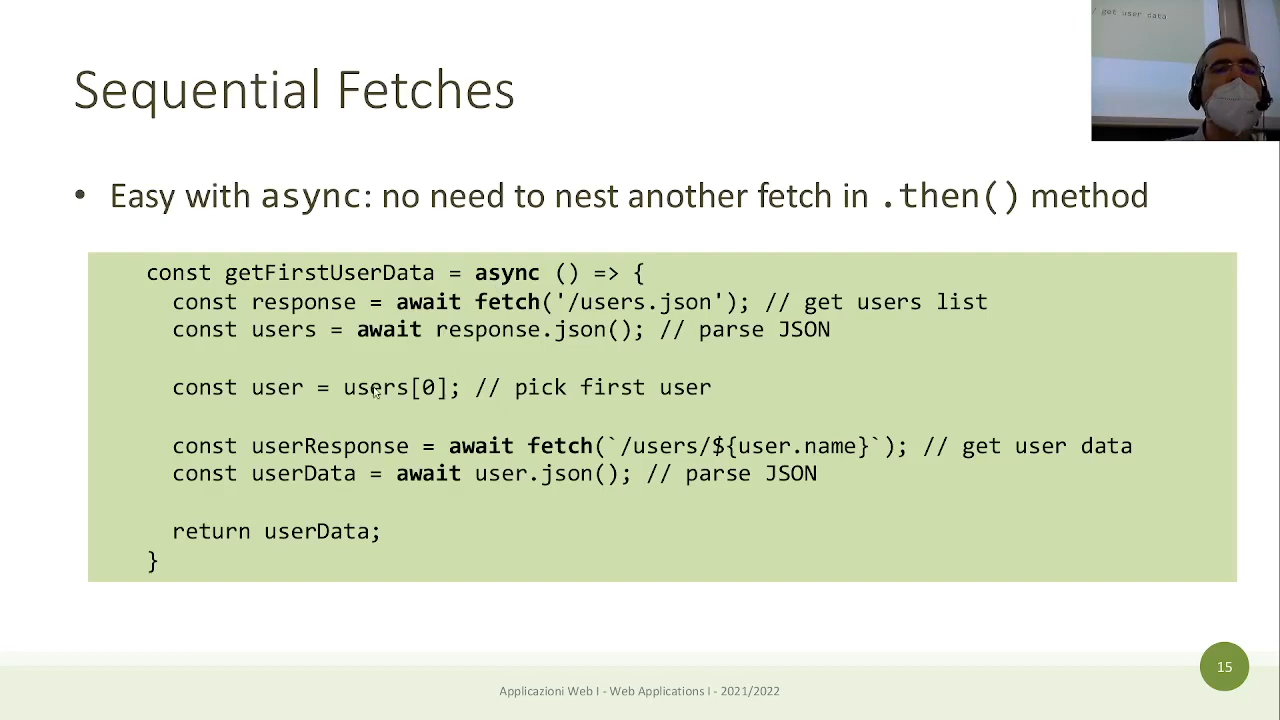 / get user data
Sequential Fetches
• Easy with async: no need to nest another fetch in .then() method
const getFirstUserData = async () => {
const response = await fetch('/users.json'); // get users list
const users = await response.json(); // parse JSON
const user = users[0]; // pick first user
const userResponse = await fetch(`/users/${user.name}`); // get user data
const userData = await user.json(); // parse JSON
return userData;
}
15
Applicazioni Web I - Web Applications I - 2021/2022